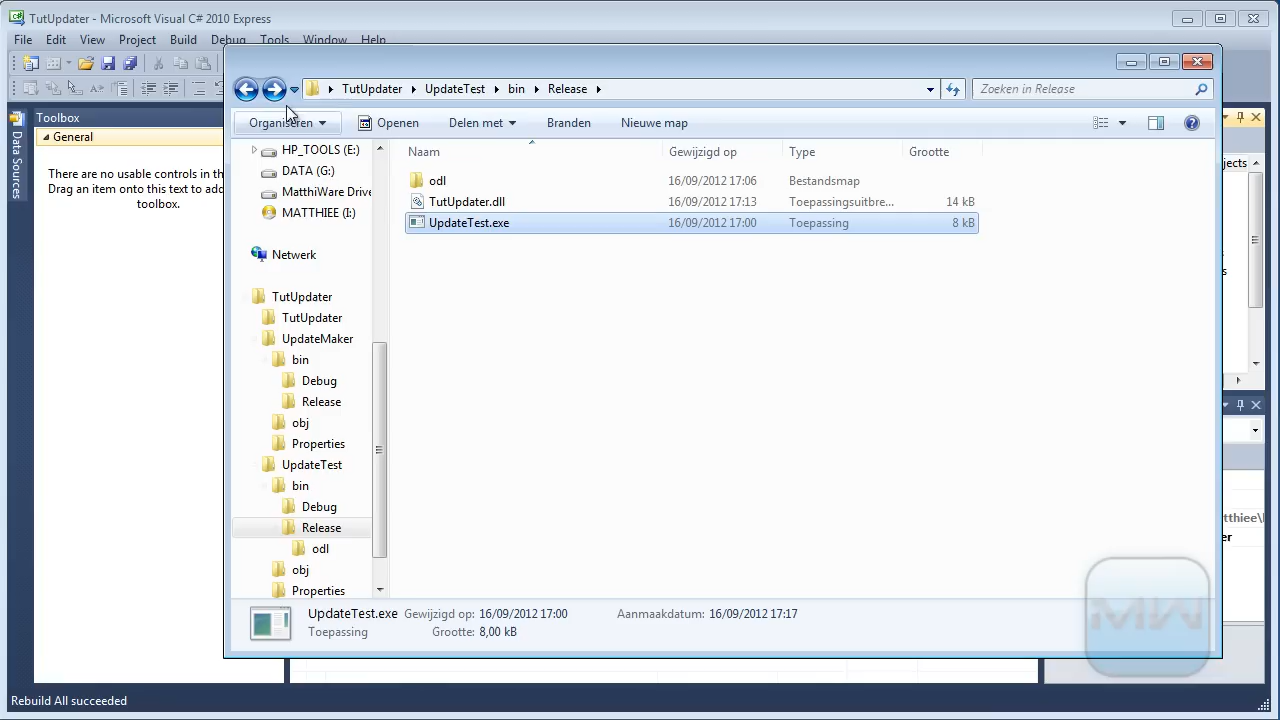 TutUpdater - Microsoft Visual C# 2010 Express
File Edit View Project Build Debug Tools Window Help
TutUpdater UpdateTest bin Release
Zoeken in Release
Organiseren Openen Delen met Branden Nieuwe map
Data Sources
Toolbox
General
There are no usable controls in th
Drag an item onto this text to add
toolbox.
HP_TOOLS (E:)
DATA (G:)
MatthiWare Drive
MATTHIEE (I:)
Netwerk
TutUpdater
TutUpdater
UpdateMaker
bin
Debug
Release
obj
Properties
UpdateTest
bin
Debug
Release
odl
obj
Properties
Naam Gewijzigd op Type Grootte
odl 16/09/2012 17:06 Bestandsmap
TutUpdater.dll 16/09/2012 17:13 Toepassingsuitbre... 14 kB
UpdateTest.exe 16/09/2012 17:00 Toepassing 8 kB
UpdateTest.exe Gewijzigd op: 16/09/2012 17:00 Aanmaakdatum: 16/09/2012 17:17
Toepassing Grootte: 8,00 kB
MW
Rebuild All succeeded